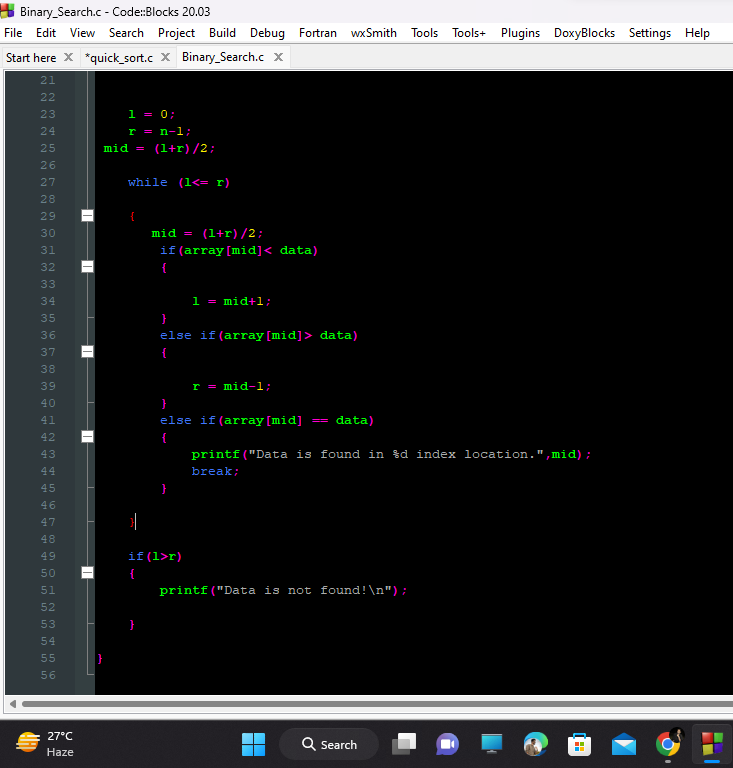 Binary_Search.c - Code::Blocks 20.03
File Edit View Search Project Build Debug Fortran wxSmith Tools Tools+ Plugins DoxyBlocks Settings Help
Start here *quick_sort.c Binary_Search.c
21
22
23 l = 0;
24 r = n-1;
25 mid = (l+r)/2;
26
27 while (l<= r)
28
29 {
30 mid = (l+r)/2;
31 if(array[mid]< data)
32 {
33
34 l = mid+1;
35 }
36 else if(array[mid]> data)
37 {
38
39 r = mid-1;
40 }
41 else if(array[mid] == data)
42 {
43 printf("Data is found in %d index location.",mid);
44 break;
45 }
46
47 }
48
49 if(l>r)
50 {
51 printf("Data is not found!\n");
52
53 }
54
55 }
56
27°C
Haze
Search